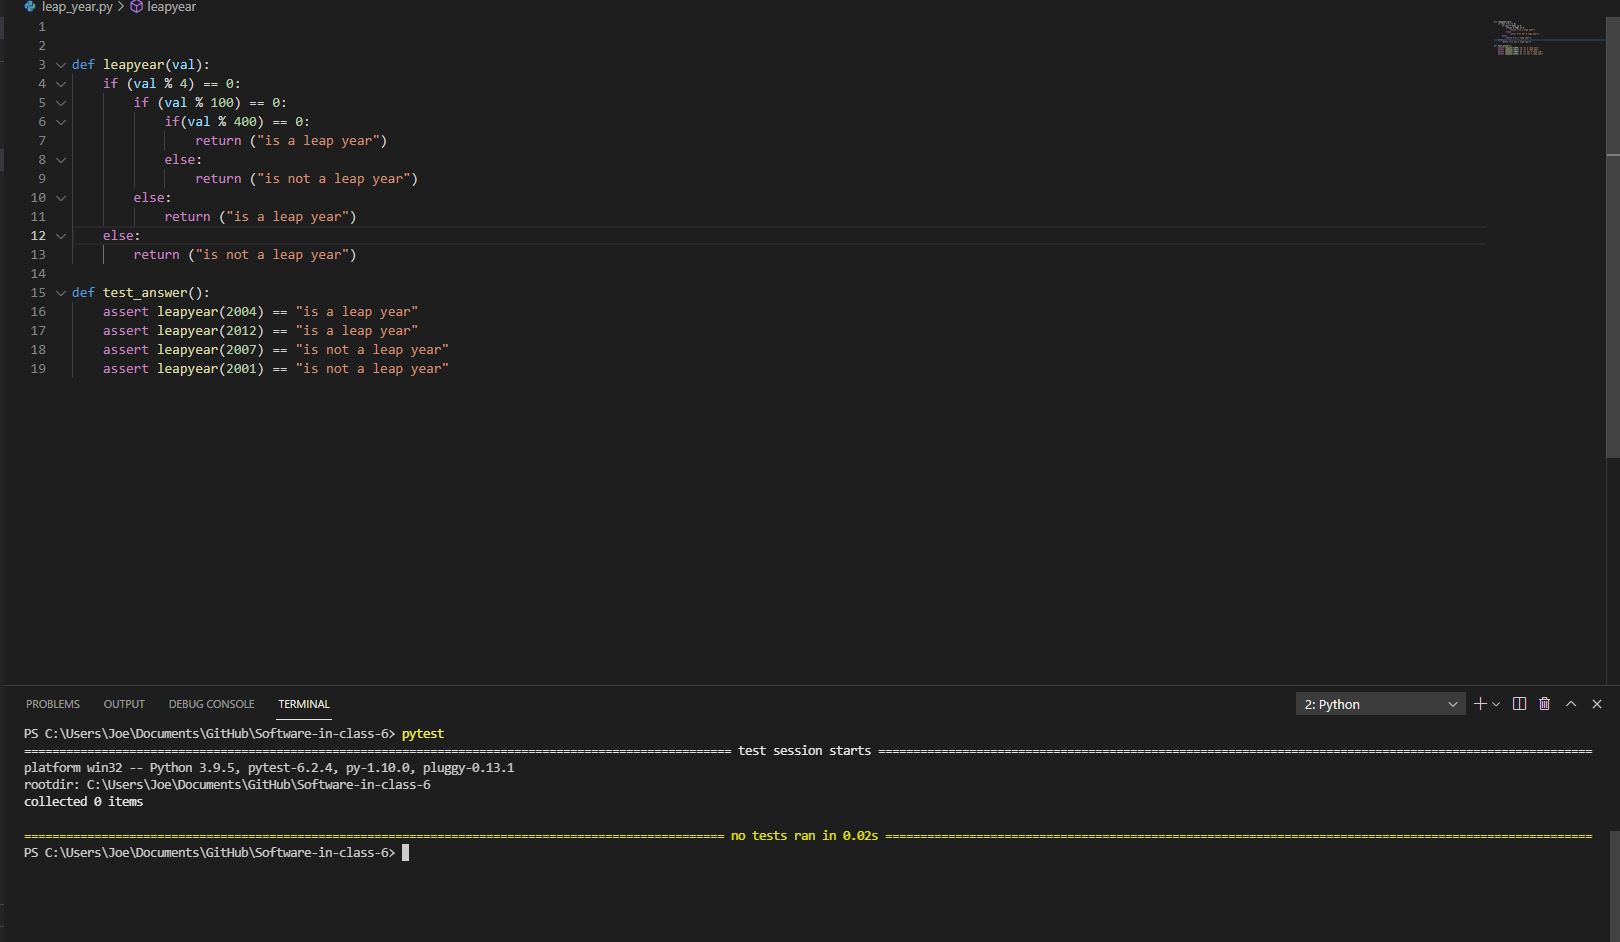 leap_year.py > leapyear
1
2
3 def leapyear(val):
4     if (val % 4) == 0:
5         if (val % 100) == 0:
6             if(val % 400) == 0:
7                 return ("is a leap year")
8             else:
9                 return ("is not a leap year")
10         else:
11             return ("is a leap year")
12     else:
13         return ("is not a leap year")
14
15 def test_answer():
16     assert leapyear(2004) == "is a leap year"
17     assert leapyear(2012) == "is a leap year"
18     assert leapyear(2007) == "is not a leap year"
19     assert leapyear(2001) == "is not a leap year"
PROBLEMS OUTPUT DEBUG CONSOLE TERMINAL 2: Python
PS C:\Users\Joe\Documents\GitHub\Software-in-class-6> pytest
=== test session starts ===
platform win32 -- Python 3.9.5, pytest-6.2.4, py-1.10.0, pluggy-0.13.1
rootdir: C:\Users\Joe\Documents\GitHub\Software-in-class-6
collected 0 items
=== no tests ran in 0.02s ===
PS C:\Users\Joe\Documents\GitHub\Software-in-class-6>